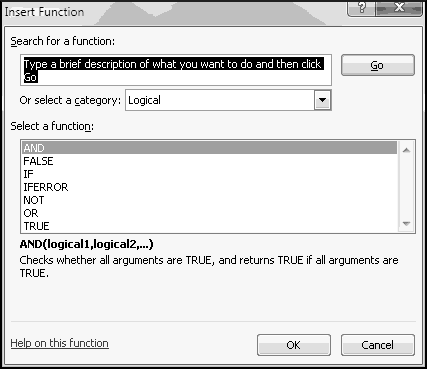 Insert Function
Search for a function:
Type a brief description of what you want to do and then click
Go
Go
Or select a category: Logical
Select a function:
AND
FALSE
IF
IFERROR
NOT
OR
TRUE
AND(logical1,logical2,...)
Checks whether all arguments are TRUE, and returns TRUE if all arguments are
TRUE.
Help on this function
OK Cancel